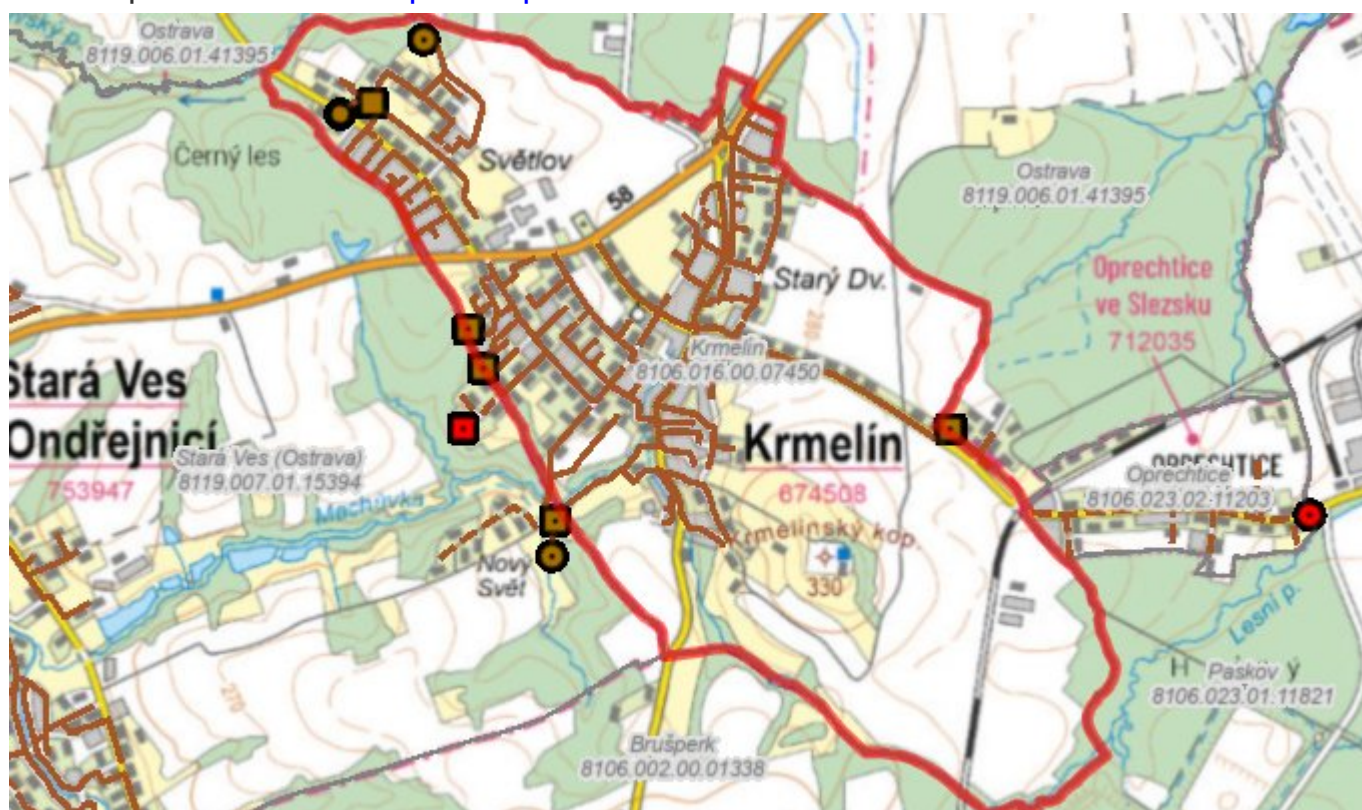 Ostrava
8119.006.01.41395
Černý les
Světlov
58
Ostrava
8119.006.01.41395
Starý Dv.
280
Oprechtice
ve Slezsku
712035
Krmelín
8106.016.00.07450
Stará Ves
Ondřejnicí
753947
Stará Ves (Ostrava)
8119.007.01.15394
Krmelín
674508
OPRECHTICE
Oprechtice
8106.023.02.11203
Machůvka
Krmelínský kop.
330
Nový
Svět
Lesní p.
270
Paskov
8106.023.01.11821
Brušperk
8106.002.00.01338